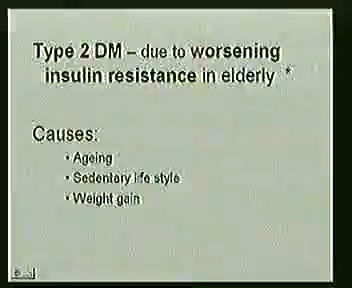 Type 2 DM – due to worsening
insulin resistance in elderly *
Causes:
• Ageing
• Sedentary life style
• Weight gain